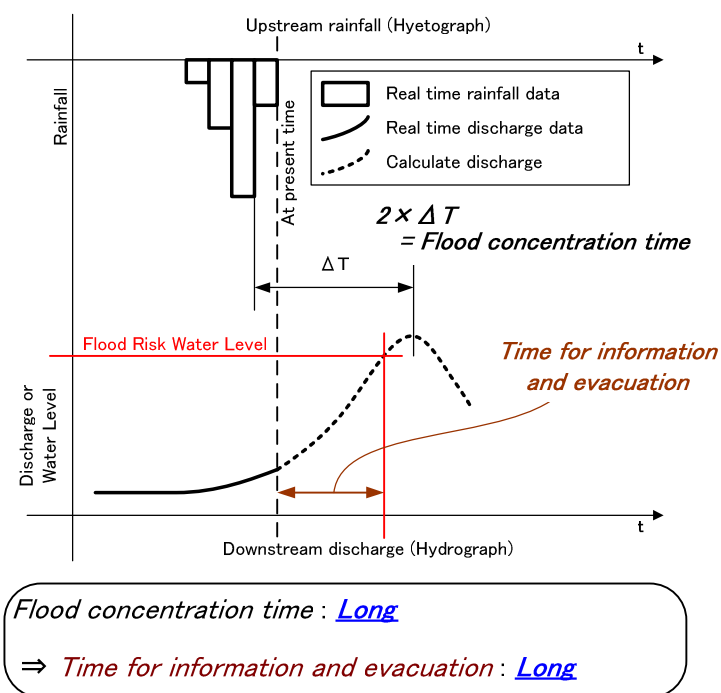 Upstream rainfall (Hyetograph)
t
Rainfall
At present time
Real time rainfall data
Real time discharge data
Calculate discharge
2×ΔT
= Flood concentration time
ΔT
Flood Risk Water Level
Time for information
and evacuation
Discharge or
Water Level
t
Downstream discharge (Hydrograph)
Flood concentration time : Long
⇒ Time for information and evacuation : Long